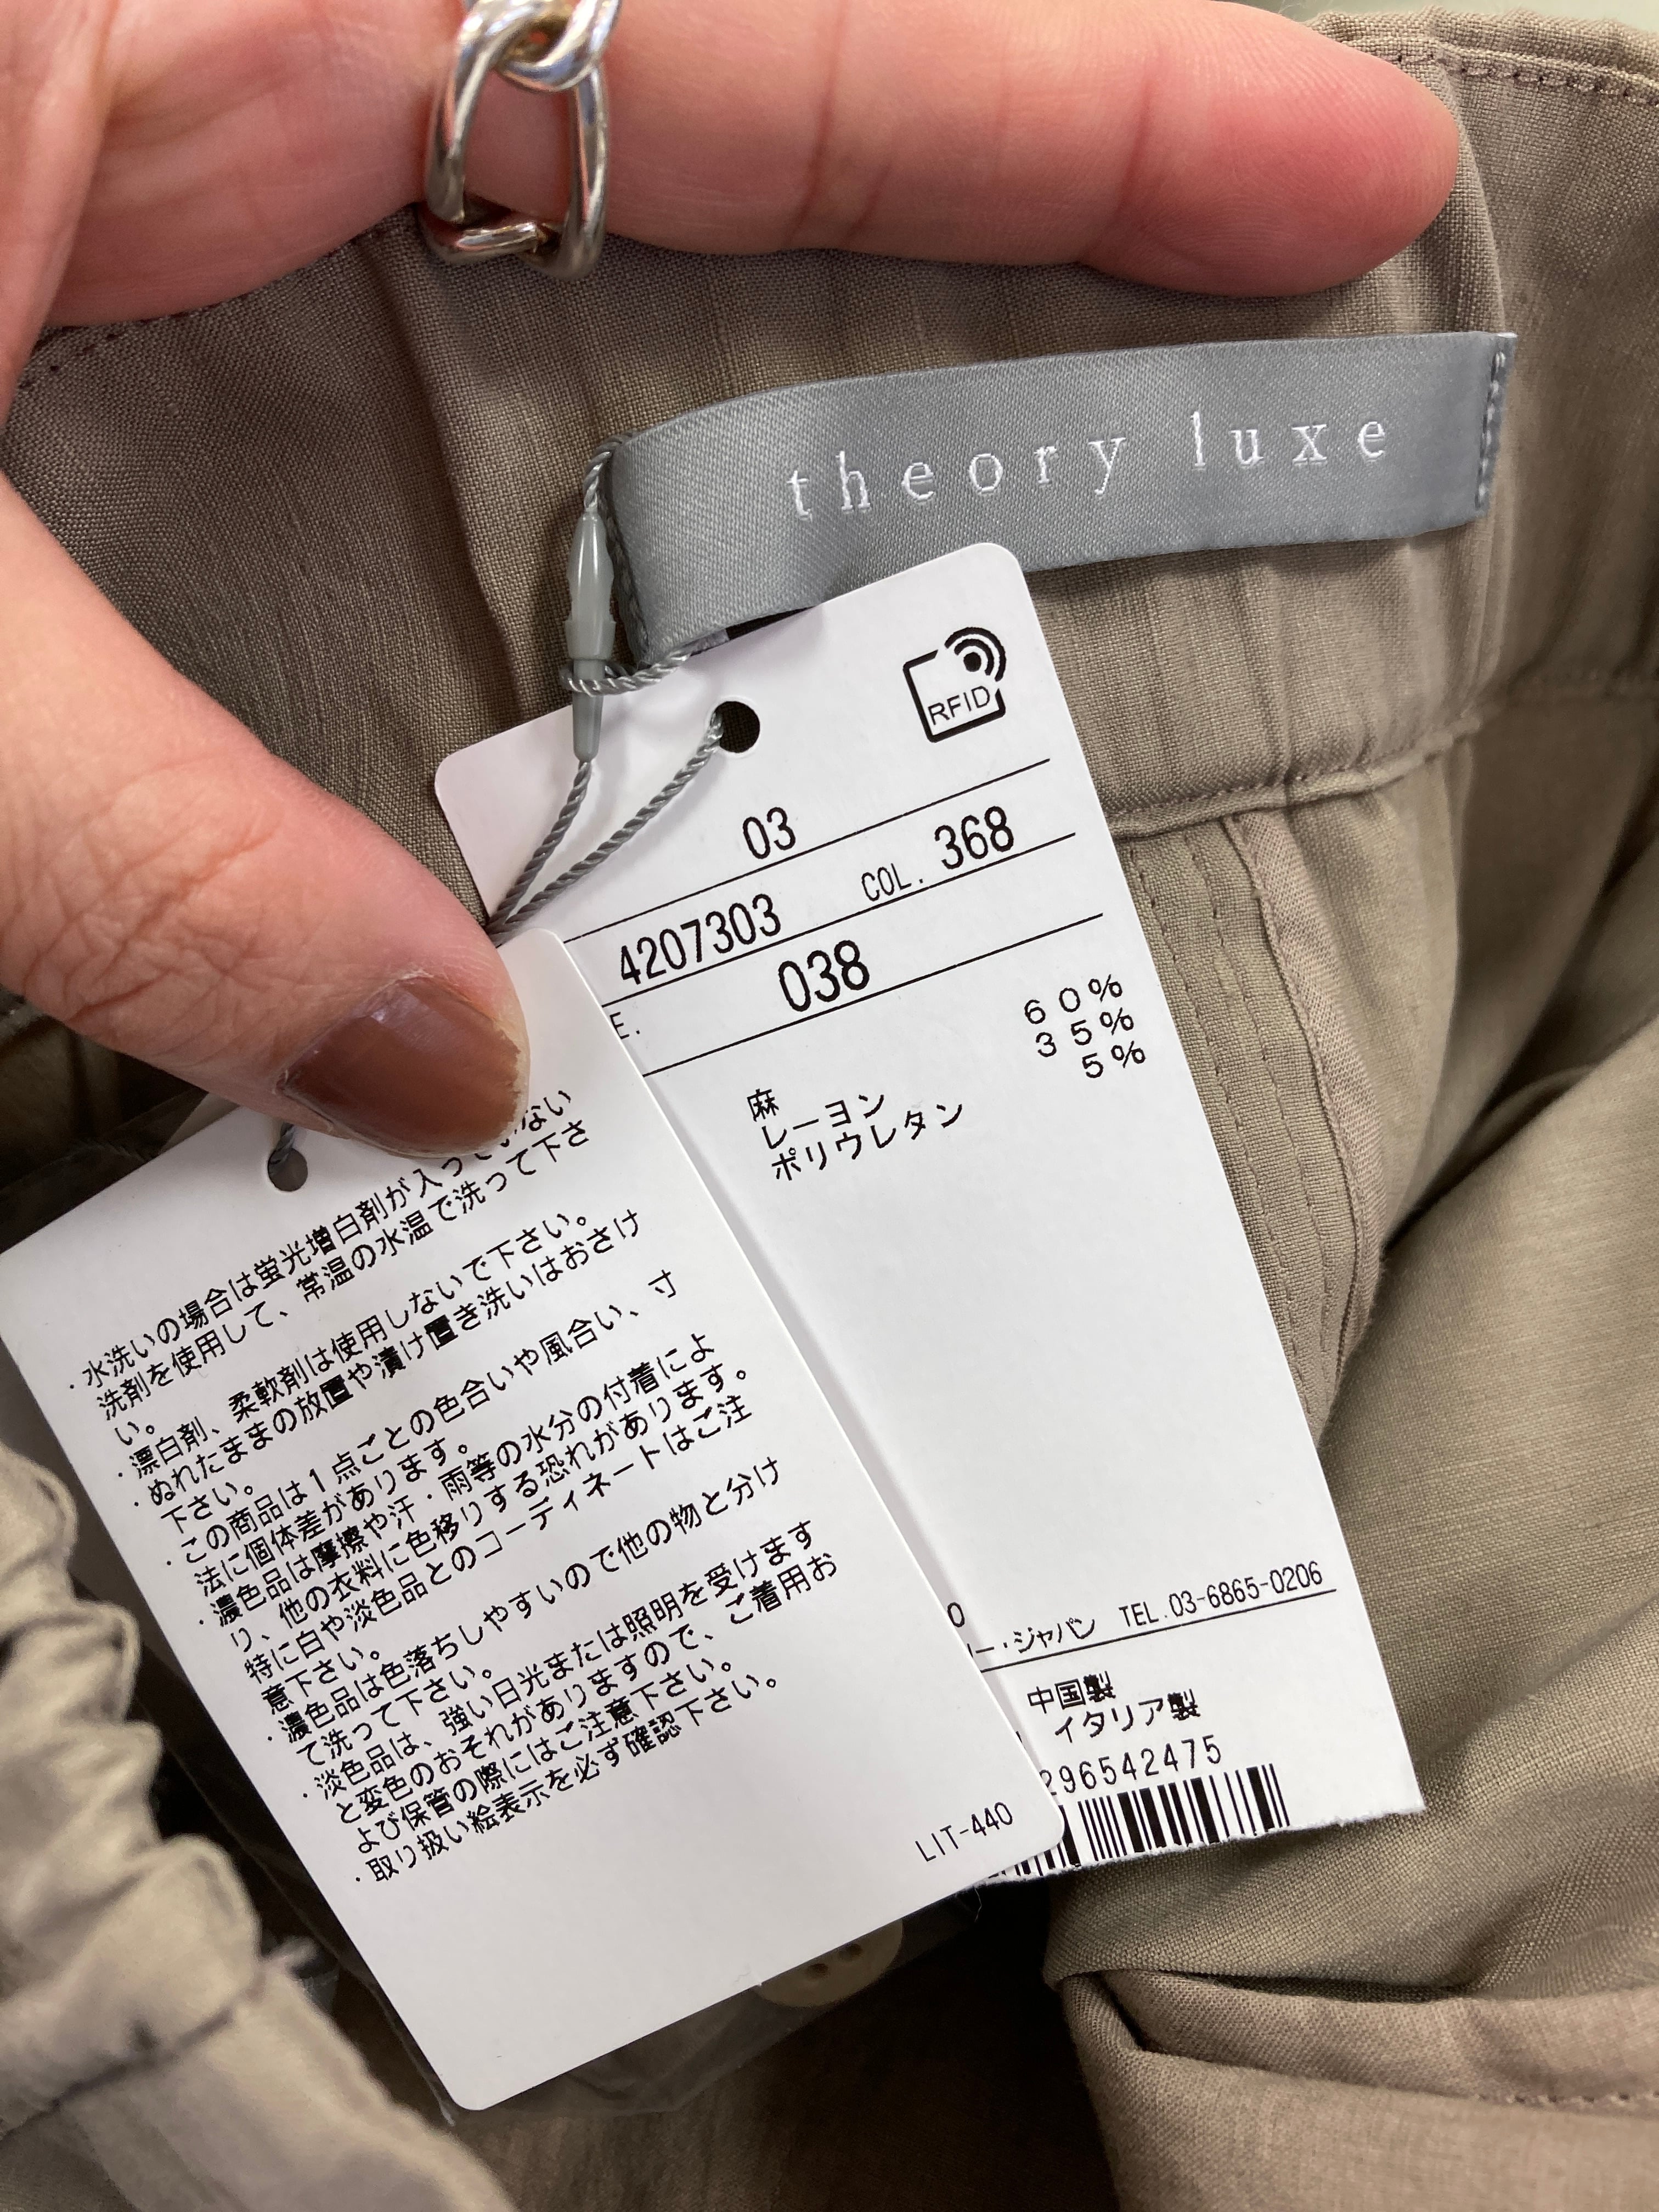 theory luxe
RFID
03
4207303 COL. 368
E. 038
麻 60%
レーヨン 35%
ポリウレタン 5%
0
ー・ジャパン TEL.03-6865-0206
中国製
イタリア製
296542475
・水洗いの場合は蛍光増白剤が入っていない
洗剤を使用して、常温の水温で洗って下さ
い。
・漂白剤、柔軟剤は使用しないで下さい。
・ぬれたままの放置や漬け置き洗いはおさけ
下さい。
・この商品は1点ごとの色合いや風合い、寸
法に個体差があります。
・濃色品は摩擦や汗・雨等の水分の付着によ
り、他の衣料に色移りする恐れがあります。
特に白や淡色品とのコーディネートはご注
意下さい。
・濃色品は色落ちしやすいので他の物と分け
て洗って下さい。
・淡色品は、強い日光または照明を受けます
と変色のおそれがありますので、ご着用お
よび保管の際にはご注意下さい。
・取り扱い絵表示を必ず確認下さい。
LIT-440